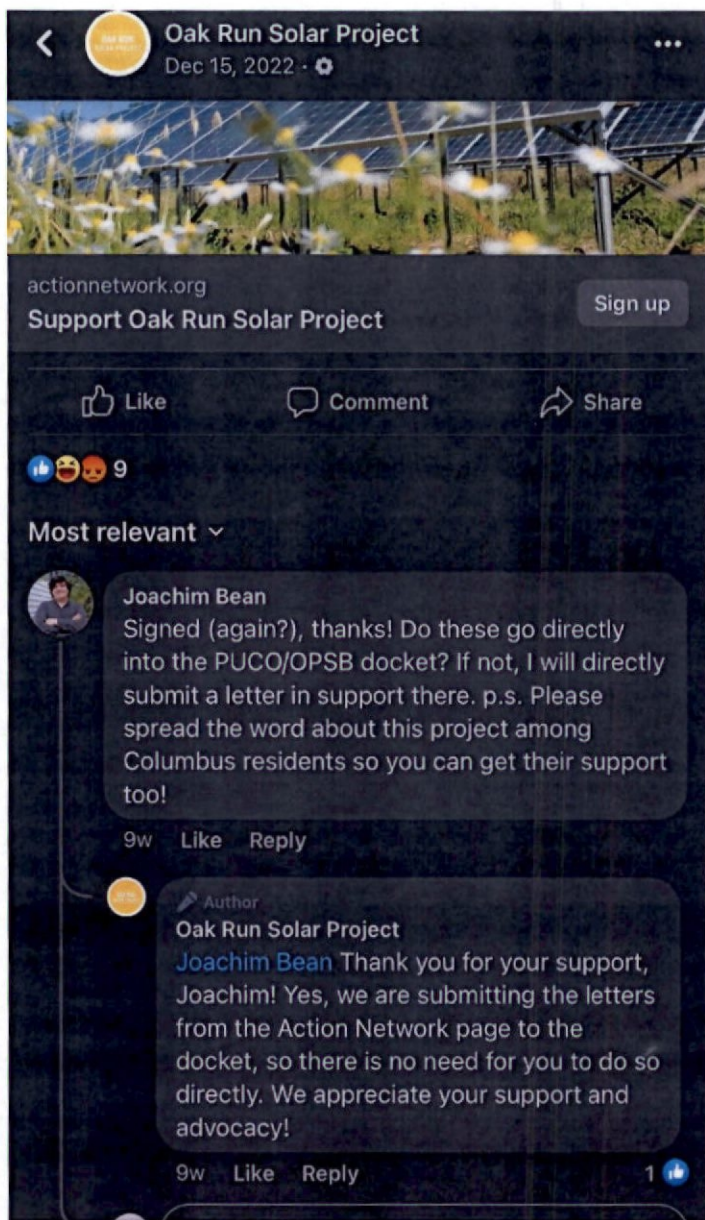 Oak Run Solar Project
Dec 15, 2022 ·
actionnetwork.org
Support Oak Run Solar Project
Sign up
Like
Comment
Share
9
Most relevant
Joachim Bean
Signed (again?), thanks! Do these go directly
into the PUCO/OPSB docket? If not, I will directly
submit a letter in support there. p.s. Please
spread the word about this project among
Columbus residents so you can get their support
too!
9w Like Reply
Author
Oak Run Solar Project
Joachim Bean Thank you for your support,
Joachim! Yes, we are submitting the letters
from the Action Network page to the
docket, so there is no need for you to do so
directly. We appreciate your support and
advocacy!
9w Like Reply 1